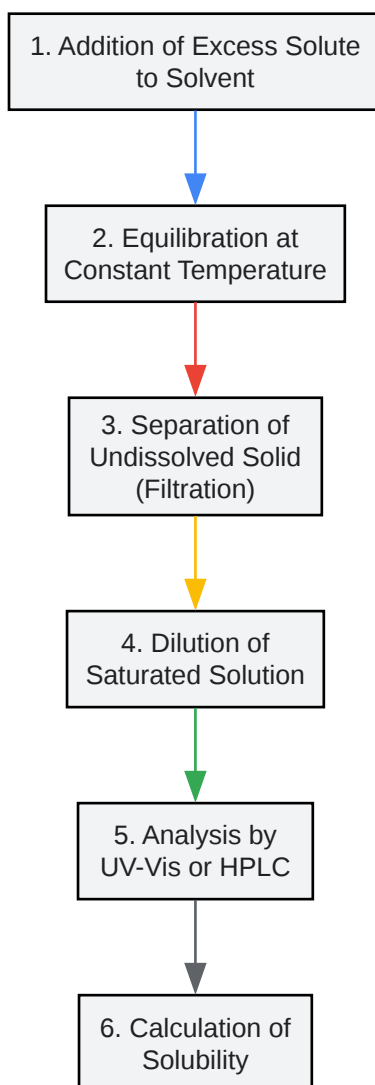 1. Addition of Excess Solute
to Solvent
2. Equilibration at
Constant Temperature
3. Separation of
Undissolved Solid
(Filtration)
4. Dilution of
Saturated Solution
5. Analysis by
UV-Vis or HPLC
6. Calculation of
Solubility